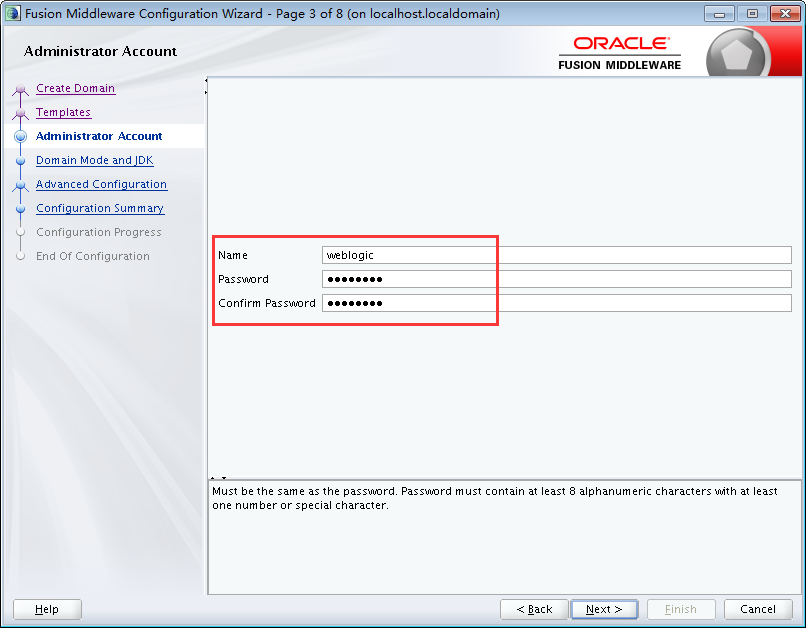 Fusion Middleware Configuration Wizard - Page 3 of 8 (on localhost.localdomain)
Administrator Account
ORACLE
FUSION MIDDLEWARE
Create Domain
Templates
Administrator Account
Domain Mode and JDK
Advanced Configuration
Configuration Summary
Configuration Progress
End Of Configuration
Name weblogic
Password ••••••••
Confirm Password ••••••••
Must be the same as the password. Password must contain at least 8 alphanumeric characters with at least
one number or special character.
Help < Back Next > Finish Cancel